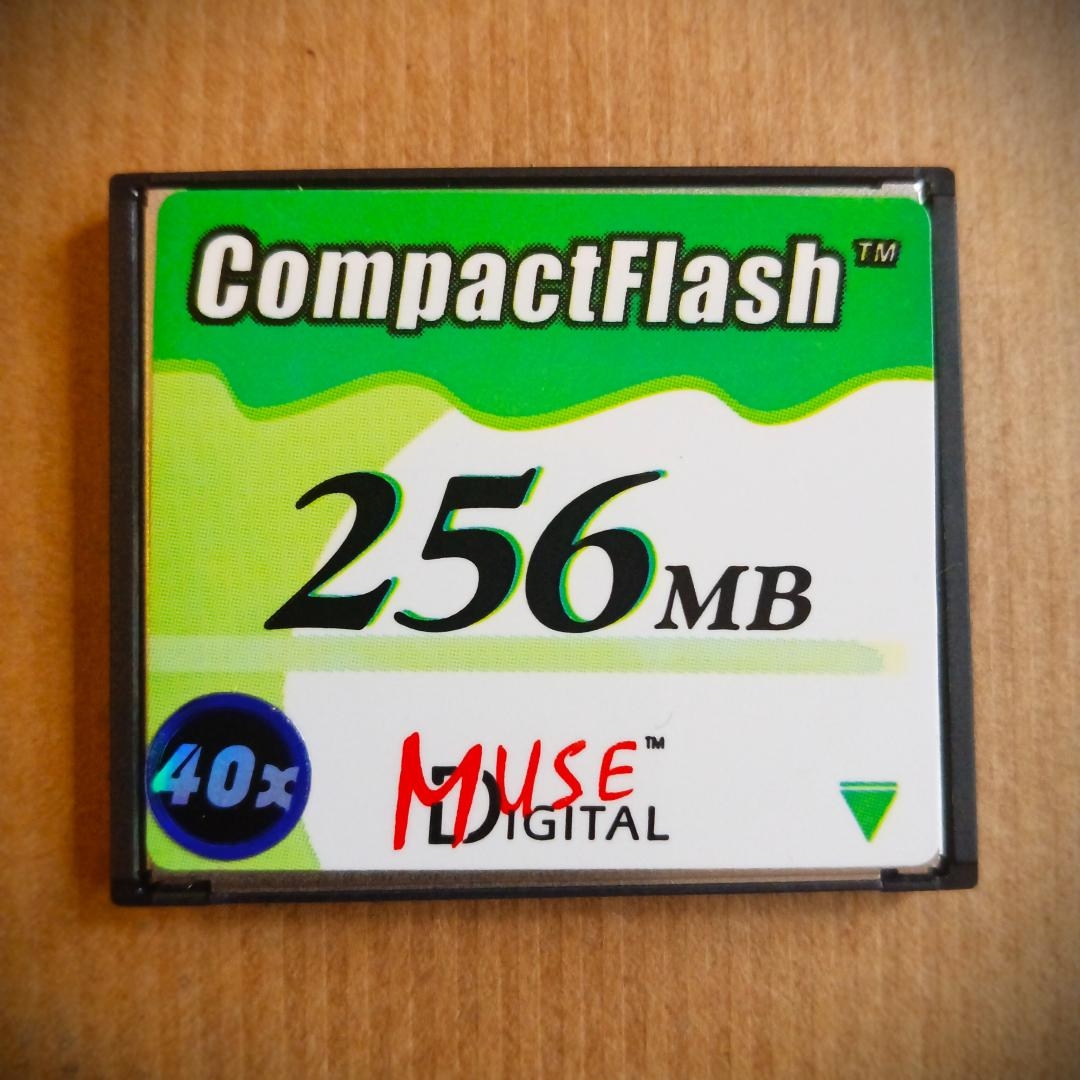 CompactFlash™
256MB
40x
MUSE™
DIGITAL